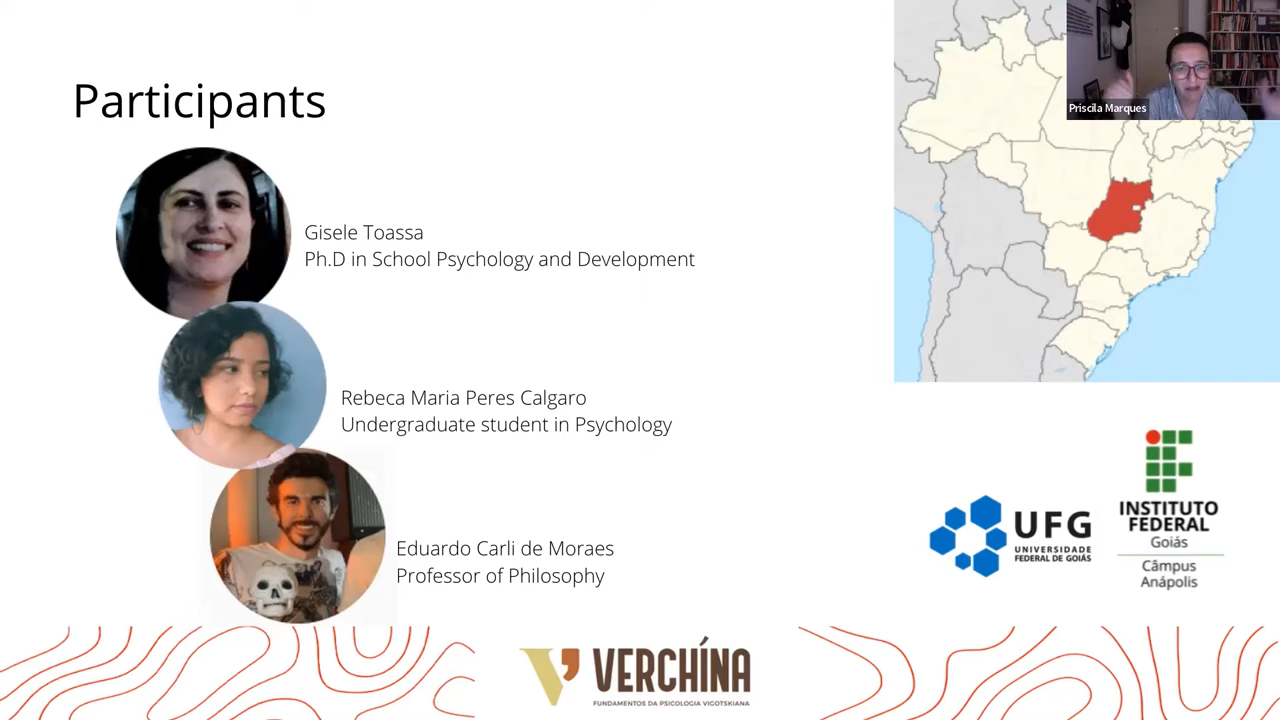 Participants
Priscila Marques
Gisele Toassa
Ph.D in School Psychology and Development
Rebeca Maria Peres Calgaro
Undergraduate student in Psychology
Eduardo Carli de Moraes
Professor of Philosophy
UFG
UNIVERSIDADE
FEDERAL DE GOIÁS
INSTITUTO
FEDERAL
Goiás
Câmpus
Anápolis
VERCHÍNA
FUNDAMENTOS DA PSICOLOGIA VIGOTSKIANA